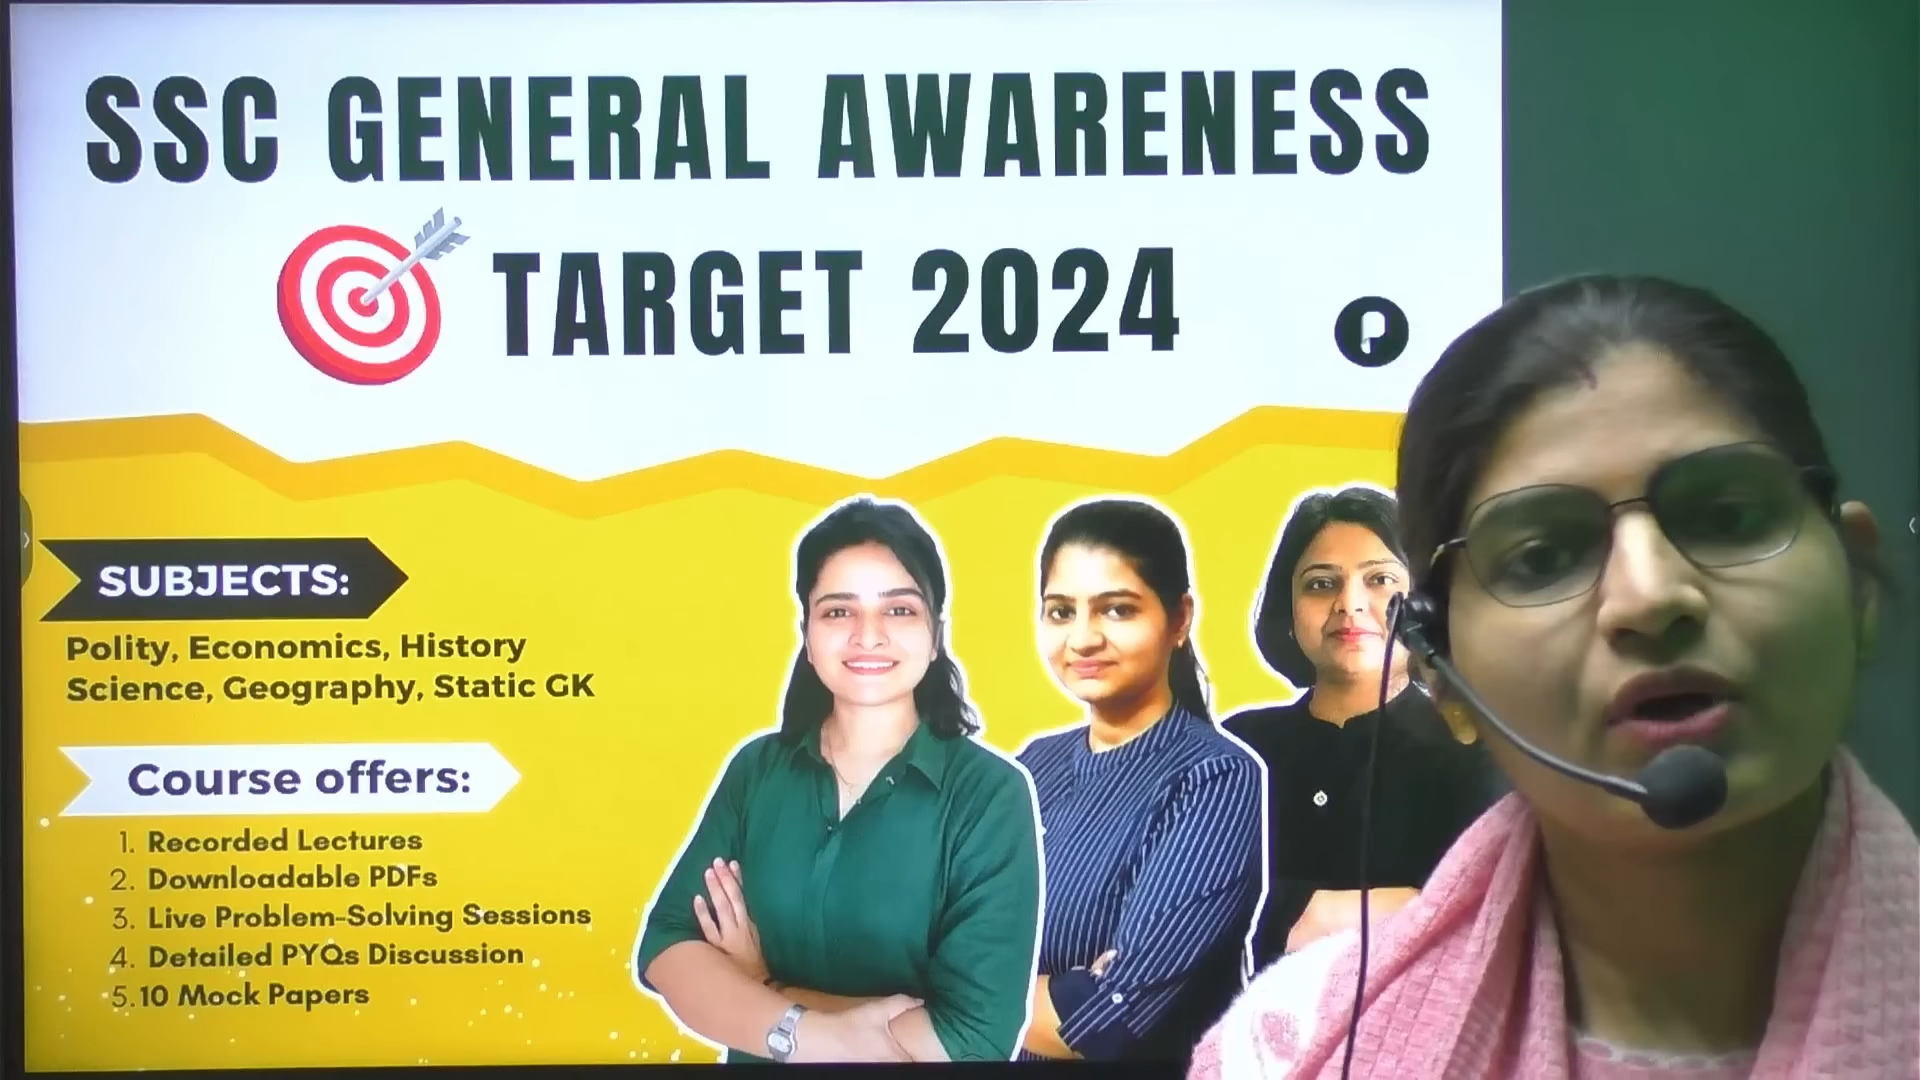 SSC GENERAL AWARENESS
TARGET 2024
SUBJECTS:
Polity, Economics, History
Science, Geography, Static GK
Course offers:
1. Recorded Lectures
2. Downloadable PDFs
3. Live Problem-Solving Sessions
4. Detailed PYQs Discussion
5. 10 Mock Papers